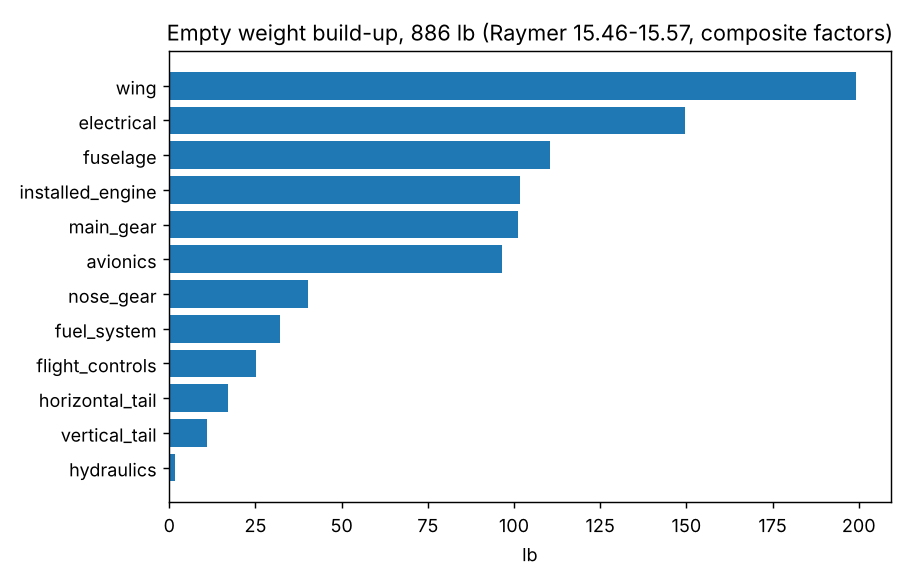 Empty weight build-up, 886 lb (Raymer 15.46-15.57, composite factors)
wing
electrical
fuselage
installed_engine
main_gear
avionics
nose_gear
fuel_system
flight_controls
horizontal_tail
vertical_tail
hydraulics
0 25 50 75 100 125 150 175 200
lb